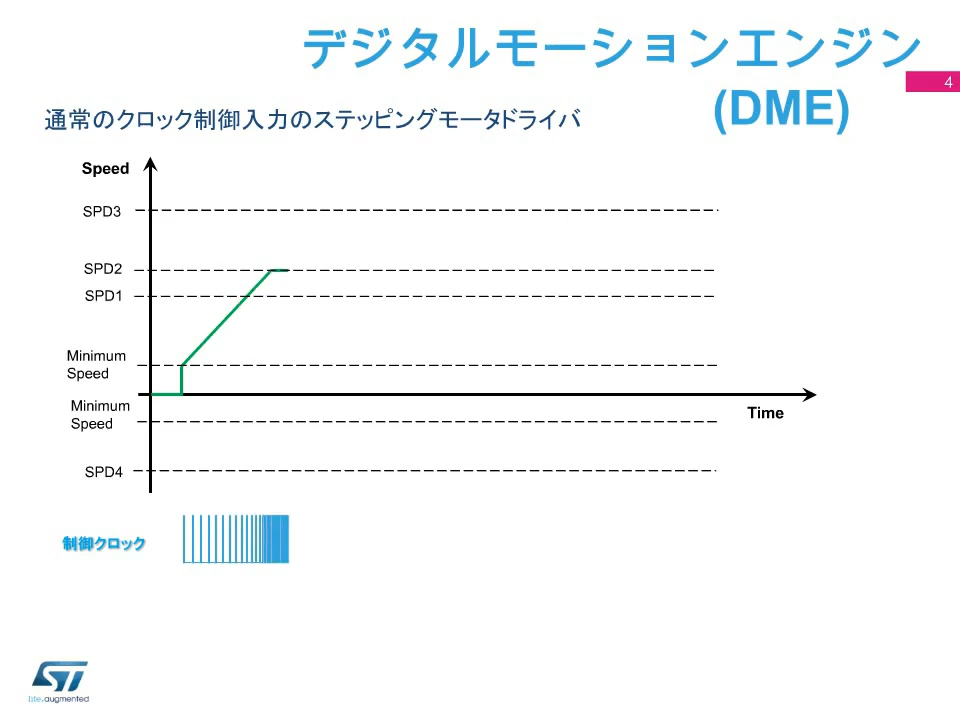 デジタルモーションエンジン
(DME)
4
通常のクロック制御入力のステッピングモータドライバ
Speed
SPD3
SPD2
SPD1
Minimum
Speed
Minimum
Speed
Time
SPD4
制御クロック
ST
life.augmented